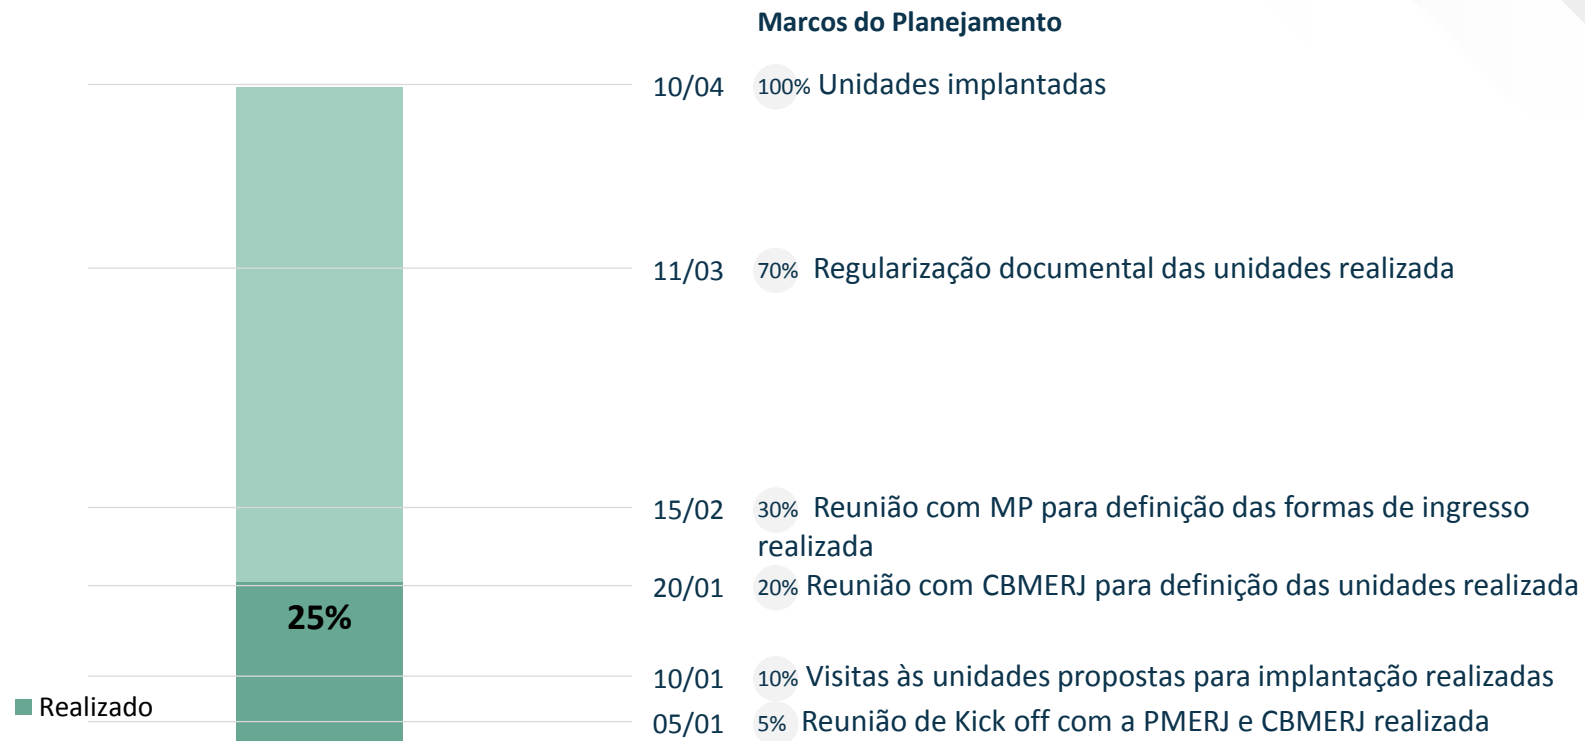 Marcos do Planejamento
10/04 100% Unidades implantadas
11/03 70% Regularização documental das unidades realizada
15/02 30% Reunião com MP para definição das formas de ingresso
realizada
20/01 20% Reunião com CBMERJ para definição das unidades realizada
25%
10/01 10% Visitas às unidades propostas para implantação realizadas
Realizado
05/01 5% Reunião de Kick off com a PMERJ e CBMERJ realizada